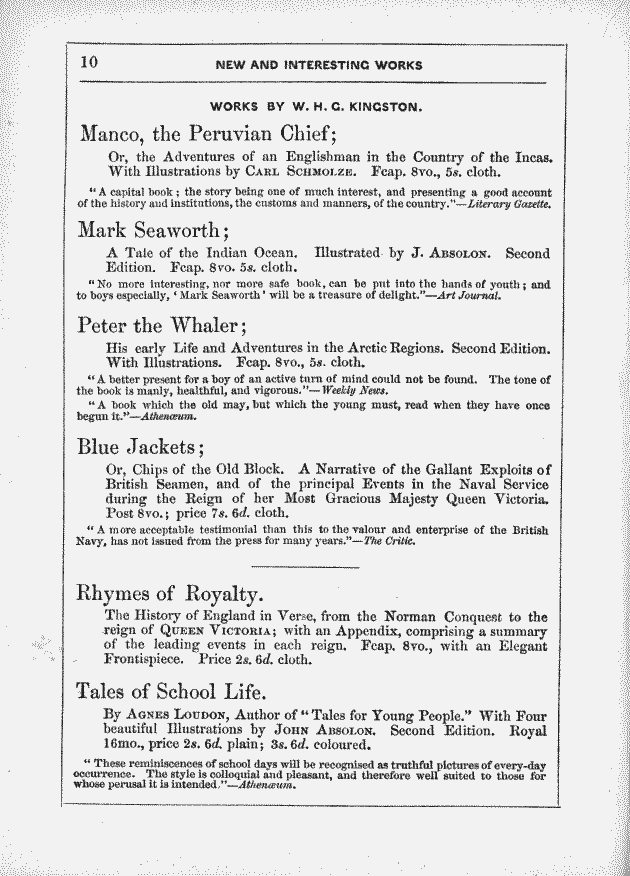 10
NEW AND INTERESTING WORKS
WORKS BY W. H. G. KINGSTON.
Manco, the Peruvian Chief;
Or, the Adventures of an Englishman in the Country of the Incas.
With Illustrations by CARL SCHMOLZE. Fcap. 8vo., 5s. cloth.
"A capital book; the story being one of much interest, and presenting a good account
of the history and institutions, the customs and manners, of the country."—Literary Gazette.
Mark Seaworth;
A Tale of the Indian Ocean. Illustrated by J. ABSOLON. Second
Edition. Fcap. 8vo. 5s. cloth.
"No more interesting, nor more safe book, can be put into the hands of youth; and
to boys especially, 'Mark Seaworth' will be a treasure of delight."—Art Journal.
Peter the Whaler;
His early Life and Adventures in the Arctic Regions. Second Edition.
With Illustrations. Fcap. 8vo., 5s. cloth.
"A better present for a boy of an active turn of mind could not be found. The tone of
the book is manly, healthful, and vigorous."—Weekly News.
"A book which the old may, but which the young must, read when they have once
begun it."—Athenæum.
Blue Jackets;
Or, Chips of the Old Block. A Narrative of the Gallant Exploits of
British Seamen, and of the principal Events in the Naval Service
during the Reign of her Most Gracious Majesty Queen Victoria.
Post 8vo.; price 7s. 6d. cloth.
"A more acceptable testimonial than this to the valour and enterprise of the British
Navy, has not issued from the press for many years."—The Critic.
Rhymes of Royalty.
The History of England in Verse, from the Norman Conquest to the
reign of QUEEN VICTORIA; with an Appendix, comprising a summary
of the leading events in each reign. Fcap. 8vo., with an Elegant
Frontispiece. Price 2s. 6d. cloth.
Tales of School Life.
By AGNES LOUDON, Author of "Tales for Young People." With Four
beautiful Illustrations by JOHN ABSOLON. Second Edition. Royal
16mo., price 2s. 6d. plain; 3s. 6d. coloured.
"These reminiscences of school days will be recognised as truthful pictures of every-day
occurrence. The style is colloquial and pleasant, and therefore well suited to those for
whose perusal it is intended."—Athenæum.